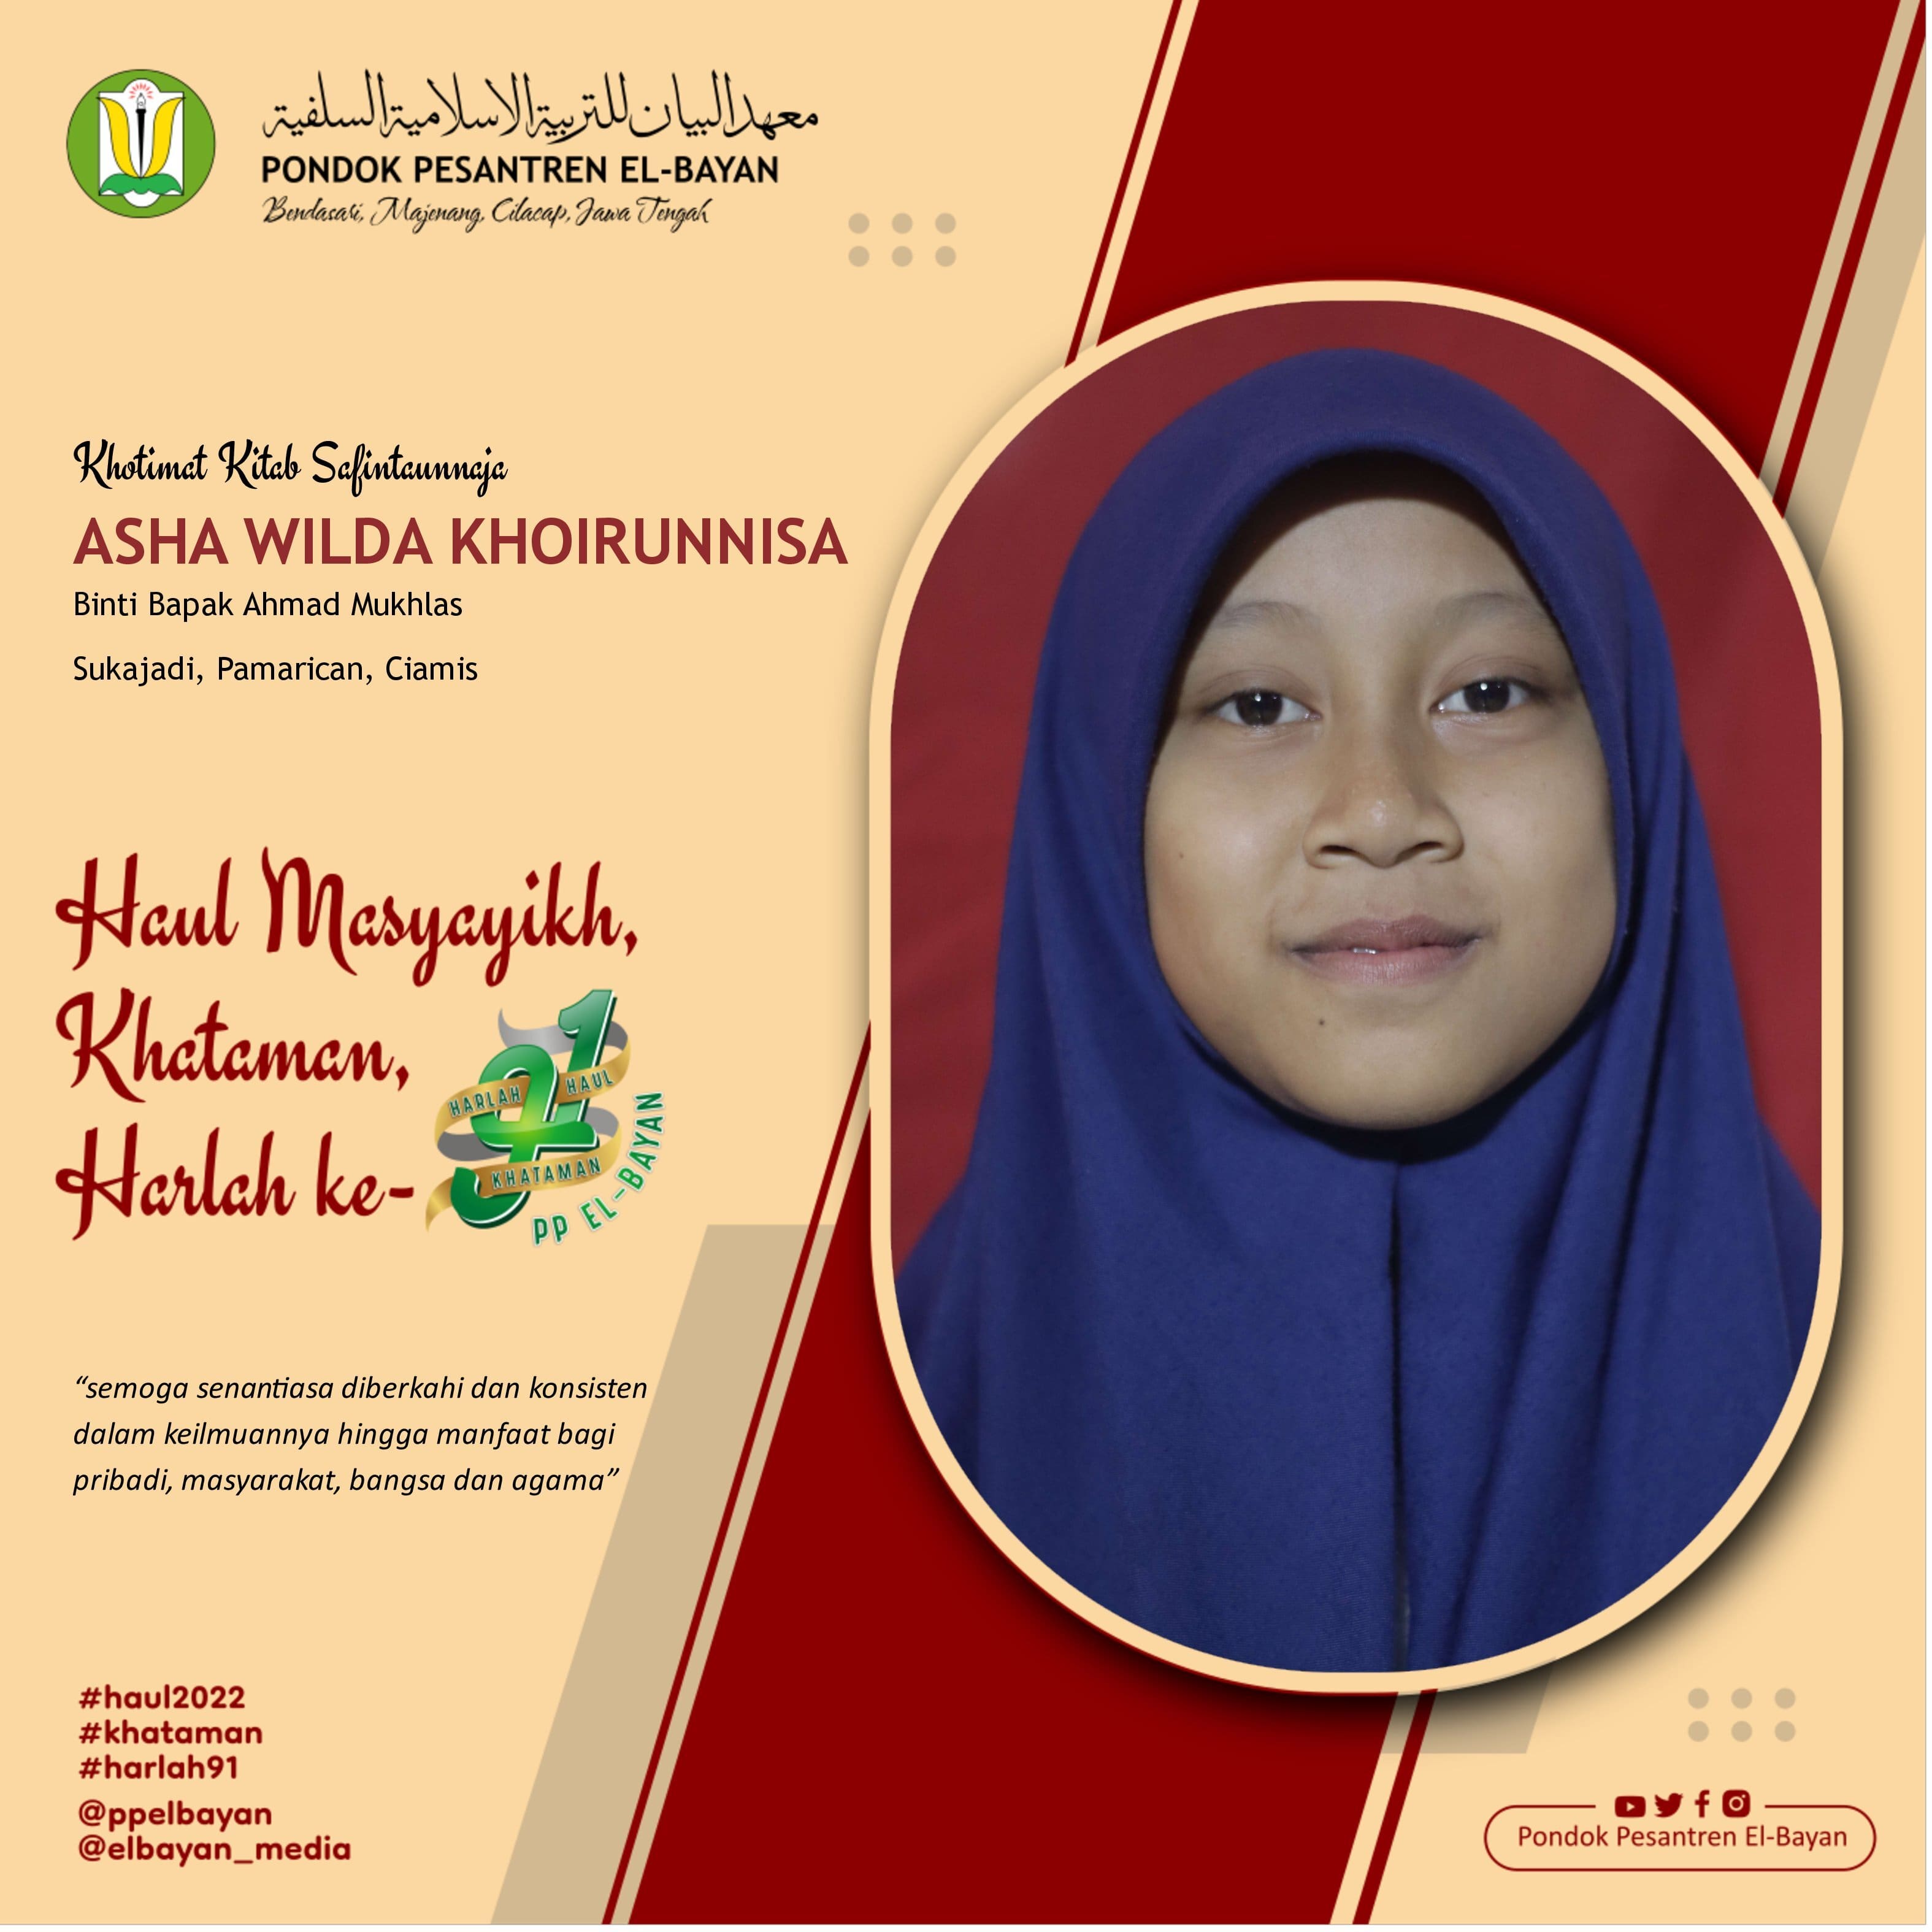 معهد البيان للتربية الاسلامية السلفية
PONDOK PESANTREN EL-BAYAN
Bendasari, Majenang, Cilacap, Jawa Tengah
Khotimat Kitab Safintaunnaja
ASHA WILDA KHOIRUNNISA
Binti Bapak Ahmad Mukhlas
Sukajadi, Pamarican, Ciamis
Haul Masyayikh,
Khataman,
Harlah ke-
91
HARLAH HAUL
KHATAMAN
PP EL-BAYAN
“semoga senantiasa diberkahi dan konsisten
dalam keilmuannya hingga manfaat bagi
pribadi, masyarakat, bangsa dan agama”
#haul2022
#khataman
#harlah91
@ppelbayan
@elbayan_media
Pondok Pesantren El-Bayan